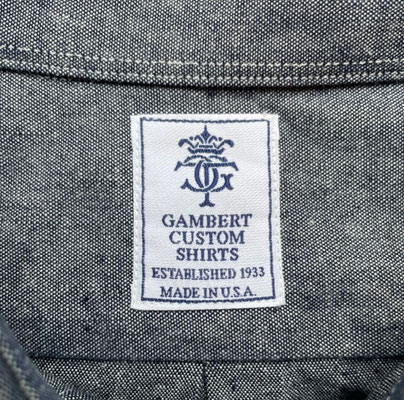 GAMBERT
CUSTOM
SHIRTS
ESTABLISHED 1933
MADE IN U.S.A.